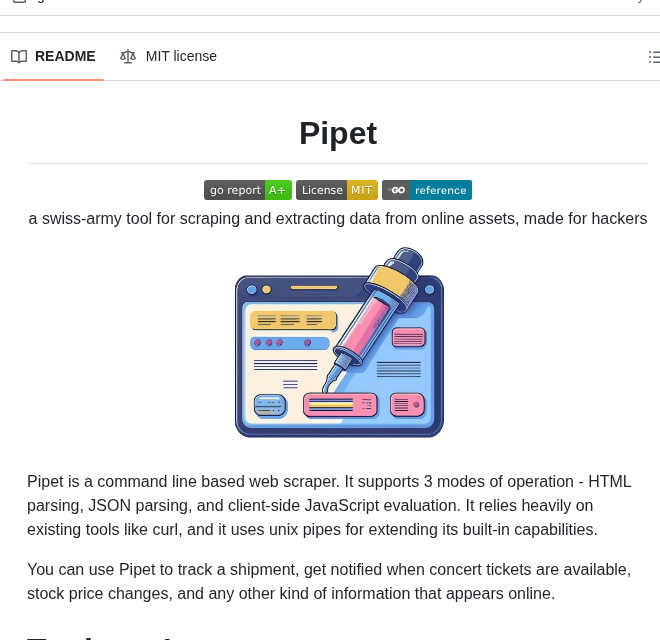 README
MIT license
Pipet
go report A+ License MIT GO reference
a swiss-army tool for scraping and extracting data from online assets, made for hackers
Pipet is a command line based web scraper. It supports 3 modes of operation - HTML
parsing, JSON parsing, and client-side JavaScript evaluation. It relies heavily on
existing tools like curl, and it uses unix pipes for extending its built-in capabilities.
You can use Pipet to track a shipment, get notified when concert tickets are available,
stock price changes, and any other kind of information that appears online.